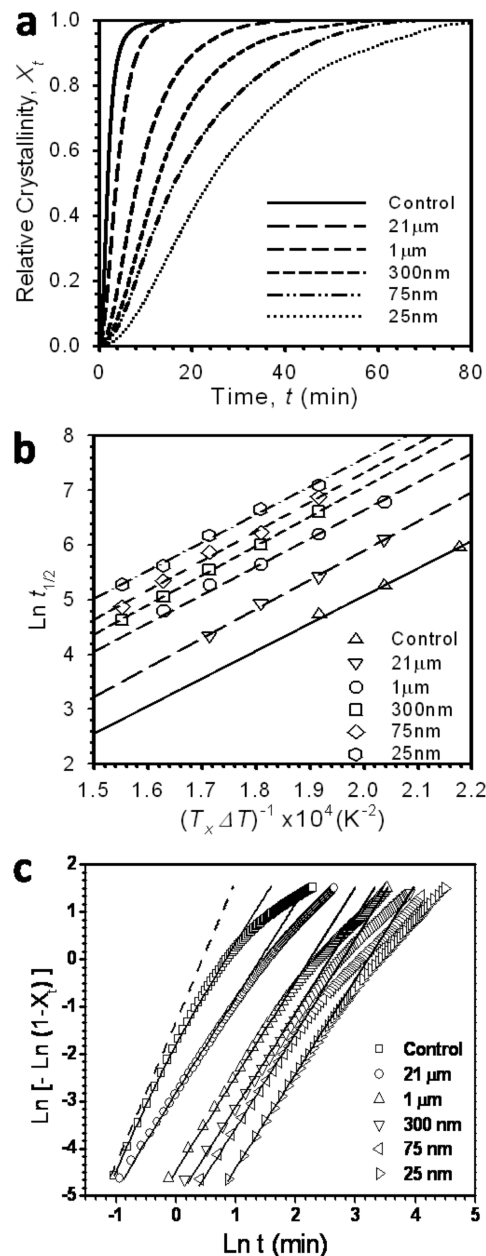 a
1.0
0.8
0.6
0.4
0.2
0.0
Relative Crystallinity, Xt
Control
21μm
1μm
300nm
75nm
25nm
0 20 40 60 80
Time, t (min)
b
8
7
6
5
4
3
2
Ln t1/2
Control
21μm
1μm
300nm
75nm
25nm
1.5 1.6 1.7 1.8 1.9 2.0 2.1 2.2
(Tx ΔT)-1 x10^4 (K-2)
c
2
1
0
-1
-2
-3
-4
-5
Ln [- Ln (1-Xt)]
Control
21 μm
1 μm
300 nm
75 nm
25 nm
-1 0 1 2 3 4 5
Ln t (min)